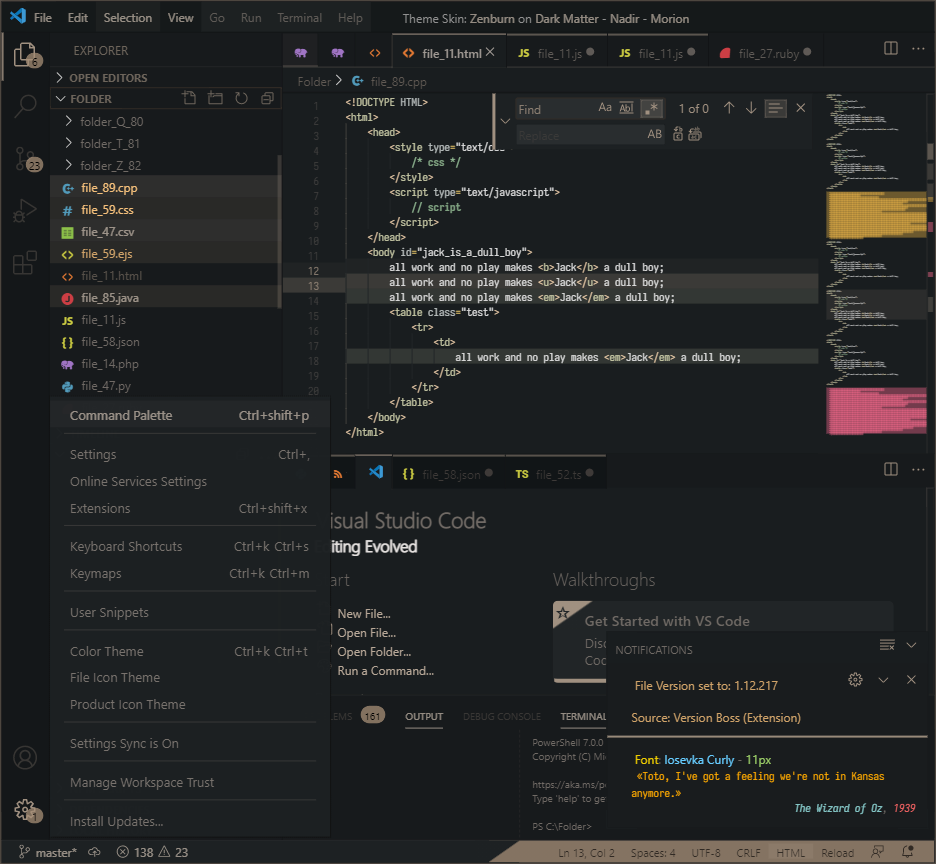 File Edit Selection View Go Run Terminal Help Theme Skin: Zenburn on Dark Matter - Nadir - Morion
EXPLORER
6
OPEN EDITORS
FOLDER
folder_Q_80
folder_T_81
folder_Z_82
23
file_89.cpp
file_59.css
file_47.csv
file_59.ejs
file_11.html
file_85.java
JS file_11.js
file_58.json
file_14.php
file_47.py
file_11.html
JS file_11.js
JS file_11.js
file_27.ruby
Folder > file_89.cpp
Find Aa Abl .* 1 of 0
Replace AB
1 <!DOCTYPE HTML>
2 <html>
3 <head>
4 <style type="text/css
5 /* css */
6 </style>
7 <script type="text/javascript">
8 // script
9 </script>
10 </head>
11 <body id="jack_is_a_dull_boy">
12 all work and no play makes <b>Jack</b> a dull boy;
13 all work and no play makes <u>Jack</u> a dull boy;
14 all work and no play makes <em>Jack</em> a dull boy;
15 <table class="test">
16 <tr>
17 <td>
18 all work and no play makes <em>Jack</em> a dull boy;
19 </td>
20 </tr>
</table>
</body>
</html>
Command Palette Ctrl+shift+p
Settings Ctrl+,
Online Services Settings
Extensions Ctrl+shift+x
Keyboard Shortcuts Ctrl+k Ctrl+s
Keymaps Ctrl+k Ctrl+m
User Snippets
Color Theme Ctrl+k Ctrl+t
File Icon Theme
Product Icon Theme
Settings Sync is On
Manage Workspace Trust
Install Updates...
1
{} file_58.json
TS file_52.ts
isual Studio Code
iting Evolved
art
New File...
Open File...
Open Folder...
Run a Command...
Walkthroughs
Get Started with VS Code
Disc
Coc
LEMS 161 OUTPUT DEBUG CONSOLE TERMINAL
PowerShell 7.0.0
Copyright (C) Mi
https://aka.ms/p
Type 'help' to ge
PS C:\Folder>
NOTIFICATIONS
File Version set to: 1.12.217
Source: Version Boss (Extension)
Font: Iosevka Curly - 11px
«Toto, I've got a feeling we're not in Kansas
anymore.»
The Wizard of Oz, 1939
master* 138 23 Ln 13, Col 2 Spaces: 4 UTF-8 CRLF HTML Reload